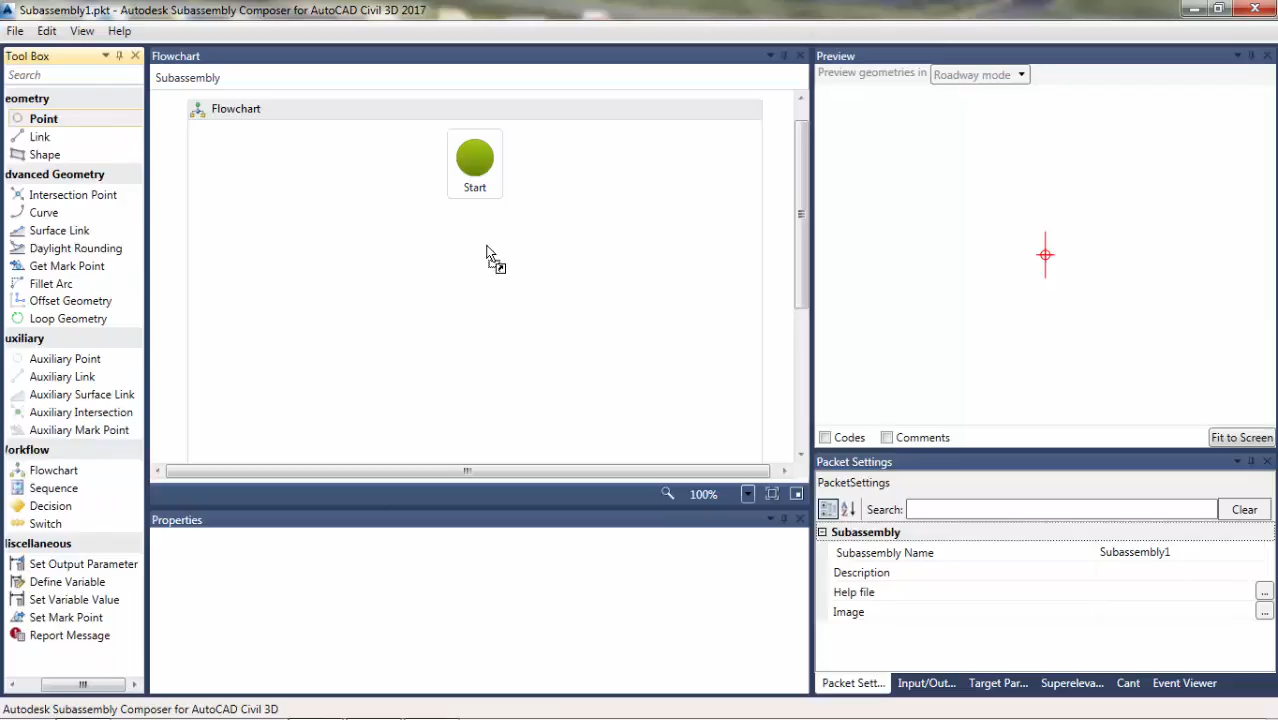 Subassembly1.pkt - Autodesk Subassembly Composer for AutoCAD Civil 3D 2017
File Edit View Help
Tool Box
Search
eometry
Point
Link
Shape
dvanced Geometry
Intersection Point
Curve
Surface Link
Daylight Rounding
Get Mark Point
Fillet Arc
Offset Geometry
Loop Geometry
uxiliary
Auxiliary Point
Auxiliary Link
Auxiliary Surface Link
Auxiliary Intersection
Auxiliary Mark Point
Vorkflow
Flowchart
Sequence
Decision
Switch
liscellaneous
Set Output Parameter
Define Variable
Set Variable Value
Set Mark Point
Report Message
Flowchart
Subassembly
Flowchart
Start
100%
Properties
Preview
Preview geometries in Roadway mode
Codes Comments Fit to Screen
Packet Settings
PacketSettings
Search: Clear
Subassembly
Subassembly Name Subassembly1
Description
Help file ...
Image ...
Packet Sett... Input/Out... Target Par... Supereleva... Cant Event Viewer
Autodesk Subassembly Composer for AutoCAD Civil 3D